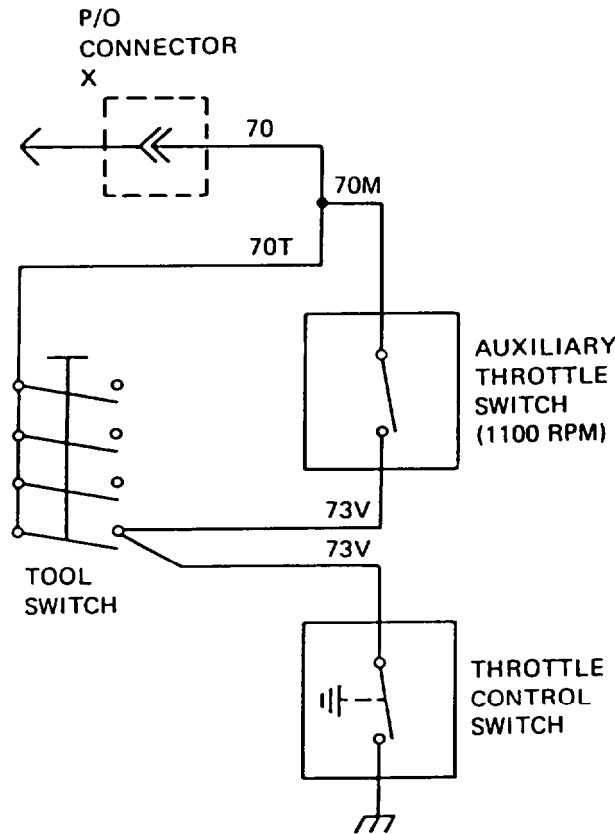 P/O
CONNECTOR
X
70
70M
70T
AUXILIARY
THROTTLE
SWITCH
(1100 RPM)
73V
73V
TOOL
SWITCH
THROTTLE
CONTROL
SWITCH